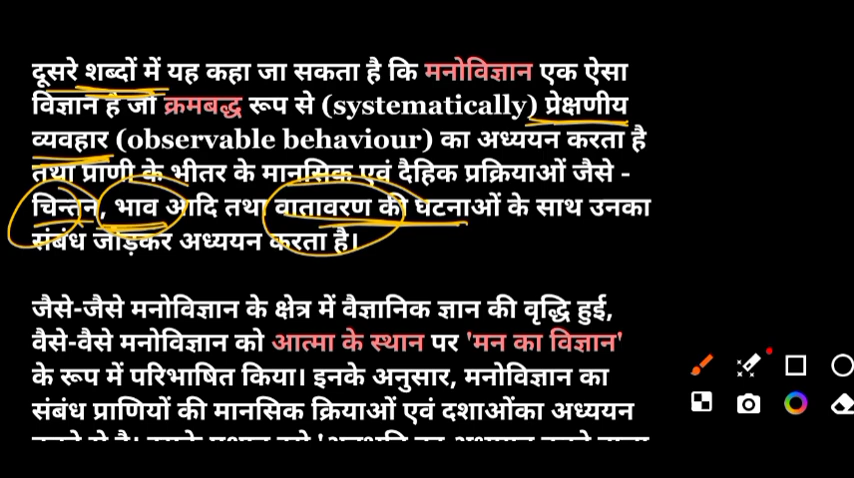 दूसरे शब्दों में यह कहा जा सकता है कि मनोविज्ञान एक ऐसा
विज्ञान है जो क्रमबद्ध रूप से (systematically) प्रेक्षणीय
व्यवहार (observable behaviour) का अध्ययन करता है
तथा प्राणी के भीतर के मानसिक एवं दैहिक प्रक्रियाओं जैसे -
चिन्तन, भाव आदि तथा वातावरण की घटनाओं के साथ उनका
संबंध जोड़कर अध्ययन करता है।
जैसे-जैसे मनोविज्ञान के क्षेत्र में वैज्ञानिक ज्ञान की वृद्धि हुई,
वैसे-वैसे मनोविज्ञान को आत्मा के स्थान पर 'मन का विज्ञान'
के रूप में परिभाषित किया। इनके अनुसार, मनोविज्ञान का
संबंध प्राणियों की मानसिक क्रियाओं एवं दशाओंका अध्ययन